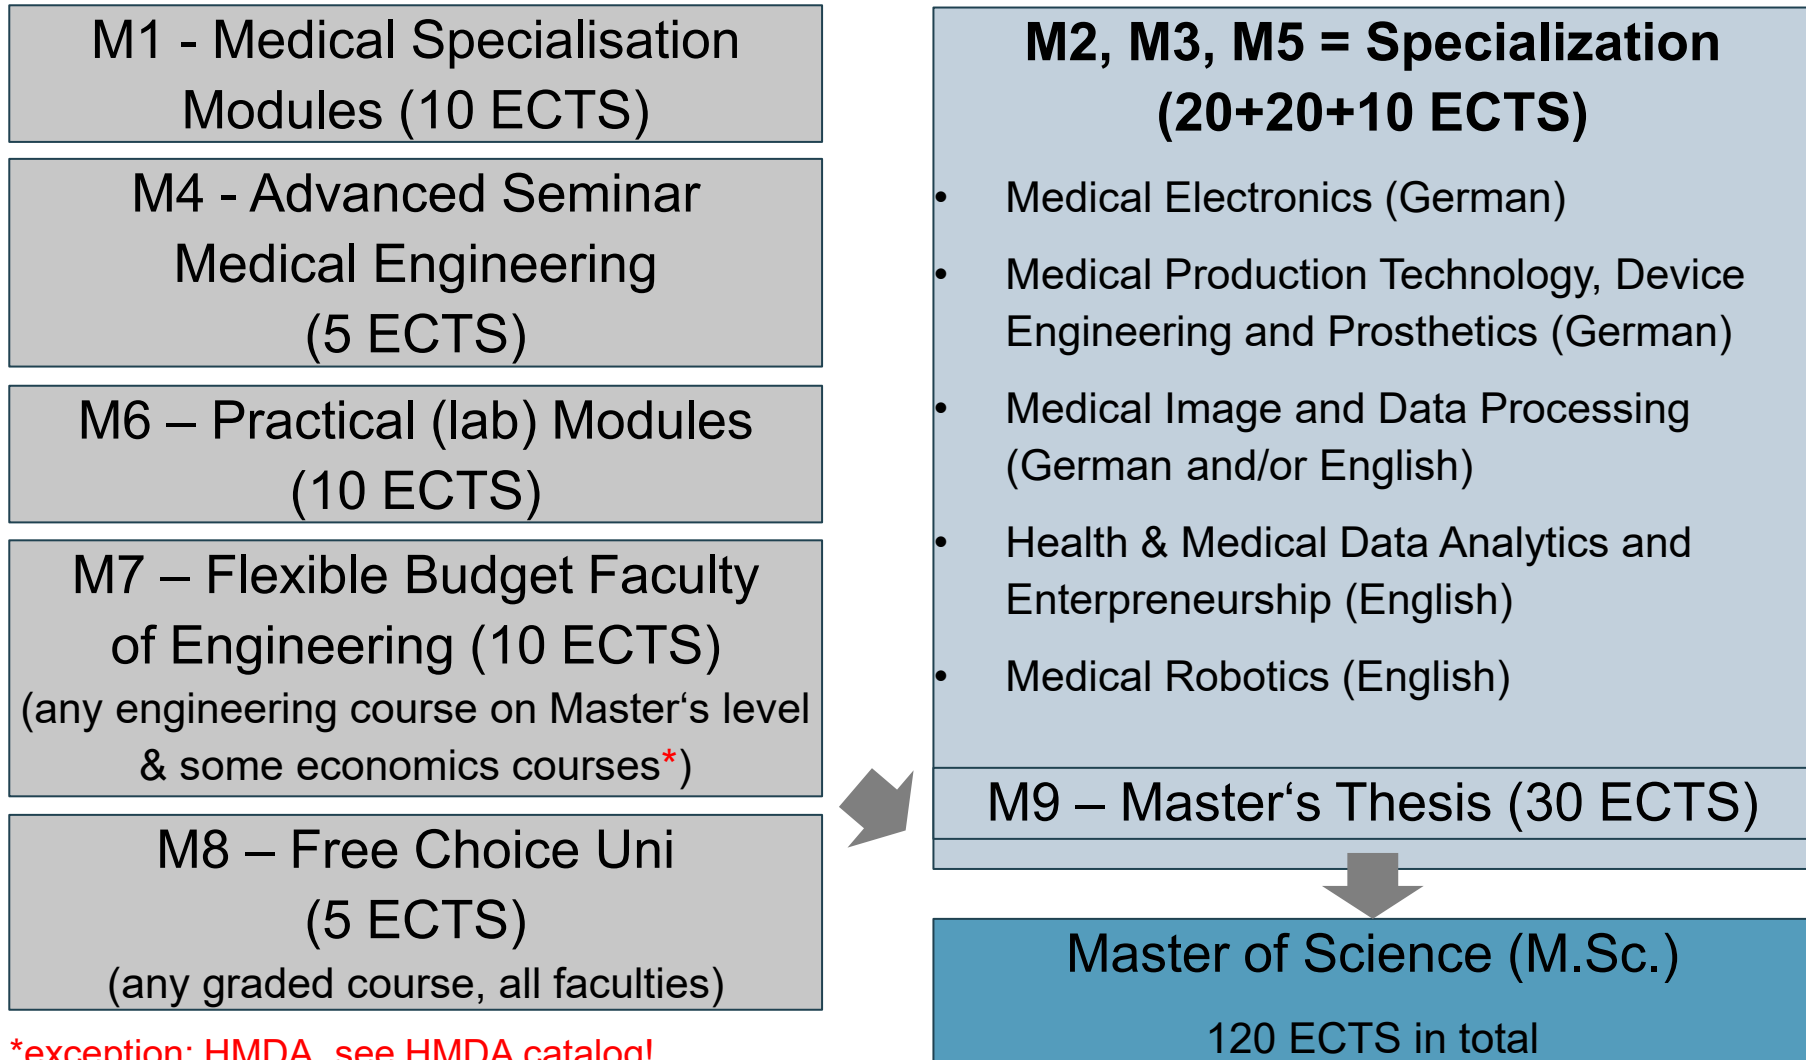 M1 - Medical Specialisation
Modules (10 ECTS)
M4 - Advanced Seminar
Medical Engineering
(5 ECTS)
M6 – Practical (lab) Modules
(10 ECTS)
M7 – Flexible Budget Faculty
of Engineering (10 ECTS)
(any engineering course on Master‘s level
& some economics courses*)
M8 – Free Choice Uni
(5 ECTS)
(any graded course, all faculties)
*exception: HMDA, see HMDA catalog!
M2, M3, M5 = Specialization
(20+20+10 ECTS)
• Medical Electronics (German)
• Medical Production Technology, Device
Engineering and Prosthetics (German)
• Medical Image and Data Processing
(German and/or English)
• Health & Medical Data Analytics and
Enterpreneurship (English)
• Medical Robotics (English)
M9 – Master‘s Thesis (30 ECTS)
Master of Science (M.Sc.)
120 ECTS in total